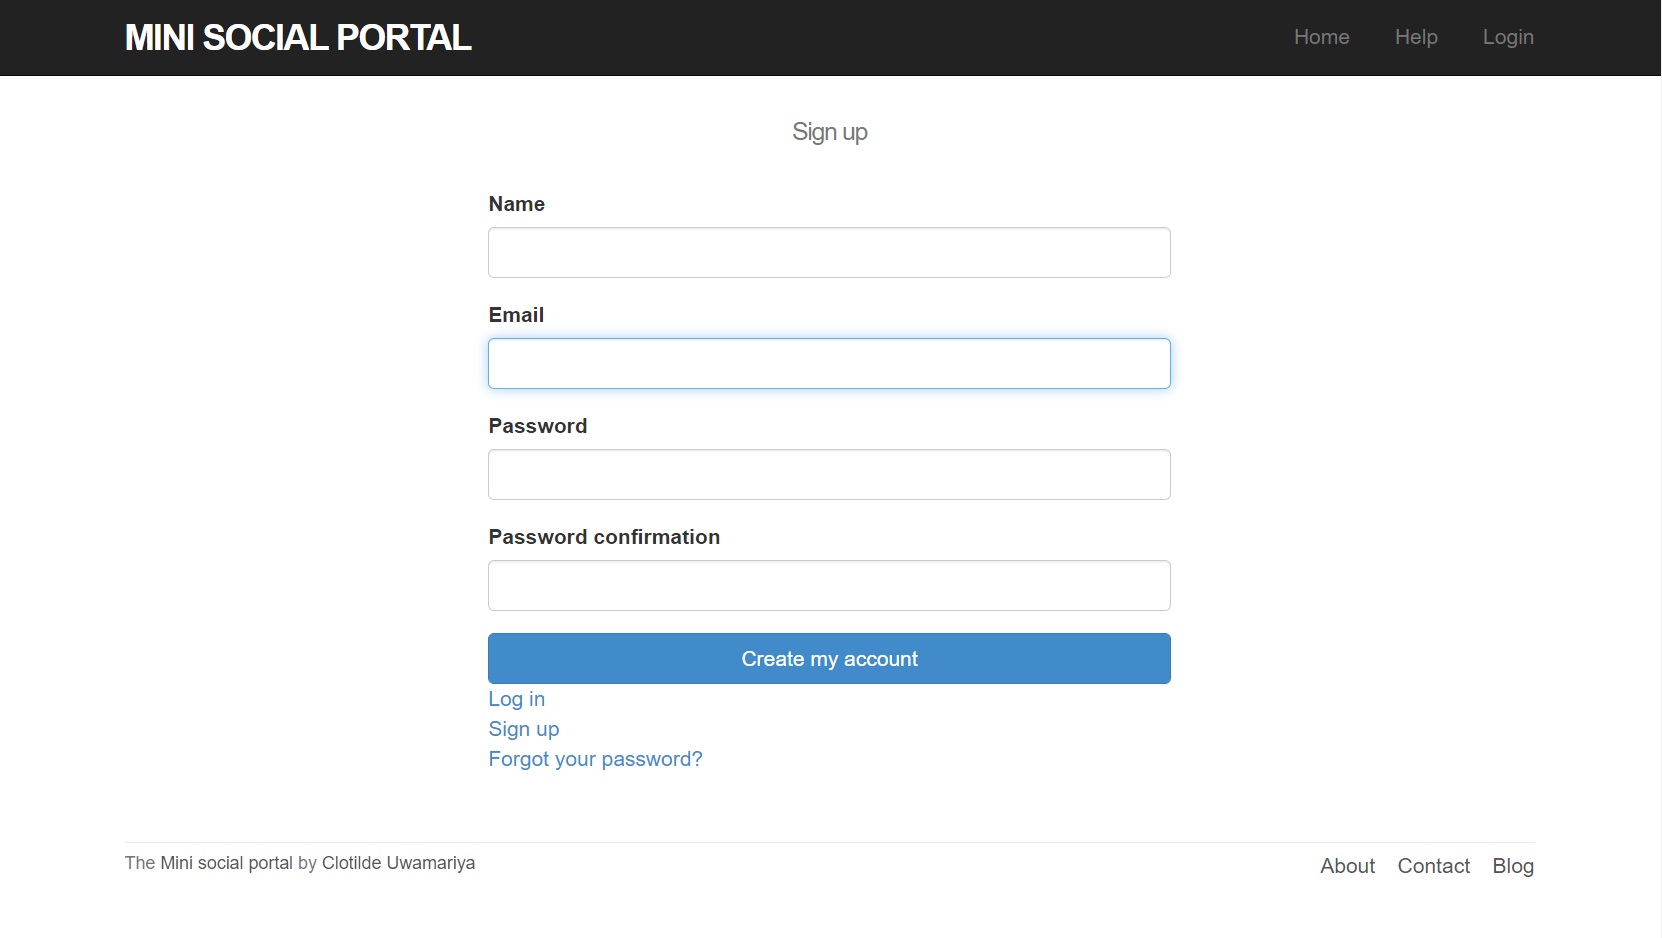 MINI SOCIAL PORTAL
Home Help Login
Sign up
Name
Email
Password
Password confirmation
Create my account
Log in
Sign up
Forgot your password?
The Mini social portal by Clotilde Uwamariya
About Contact Blog